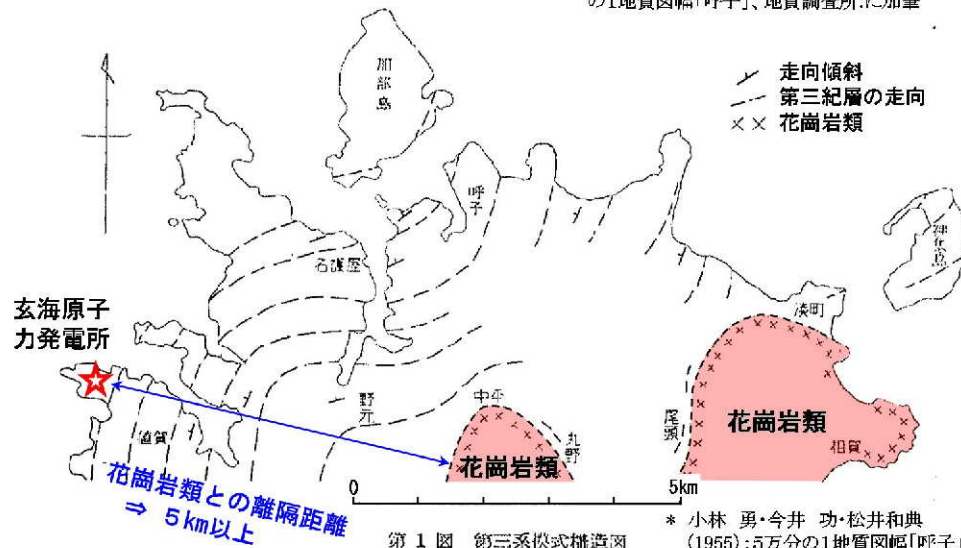 の1地質図幅「呼子」、地質調査所.に加筆
走向傾斜
第三紀層の走向
花崗岩類
加部島
呼子
名護屋
神集島
湊町
玄海原子
力発電所
値賀
野元
中平
丸野
尾頭
花崗岩類
花崗岩類
相賀
花崗岩類との離隔距離
⇒ 5km以上
0
5km
第 1 図 第三系模式構造図
* 小林 勇・今井 功・松井和典
(1955):5万分の1地質図幅「呼子」